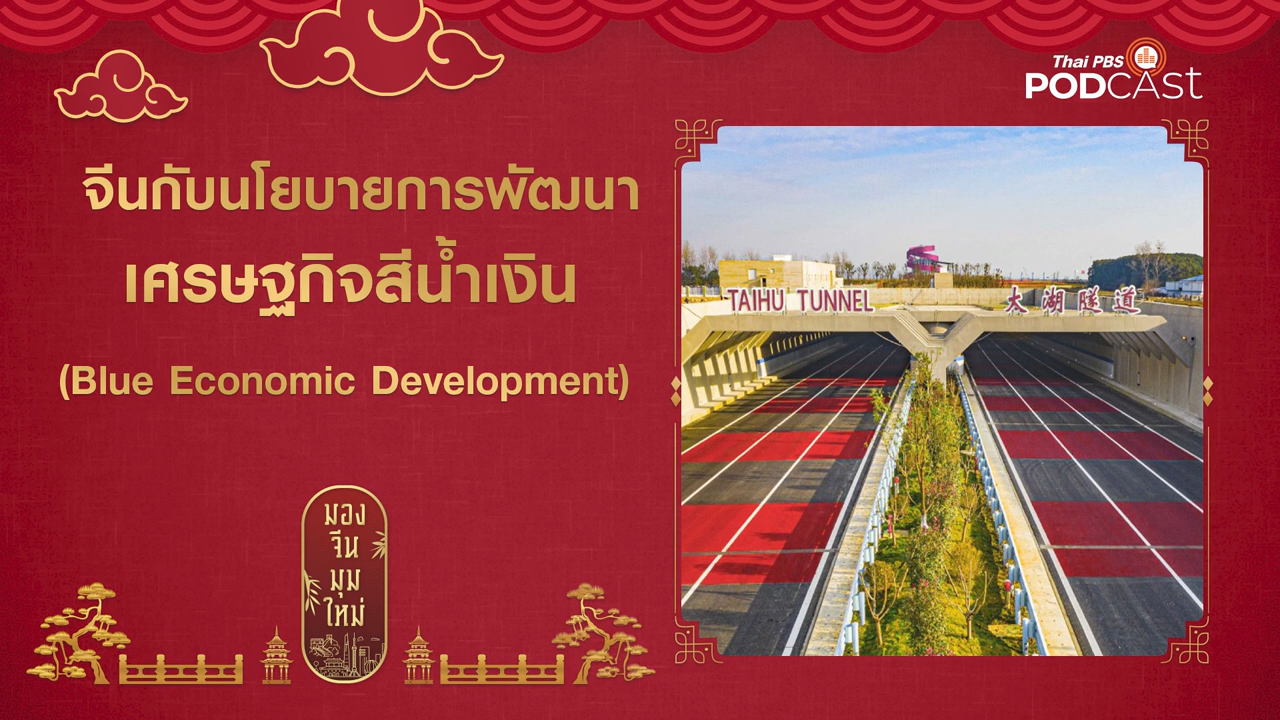 Thai PBS
PODCAST
จีนกับนโยบายการพัฒนา
เศรษฐกิจสีน้ำเงิน
(Blue Economic Development)
TAIHU TUNNEL 太湖隧道
มอง
จีน
มุม
ใหม่